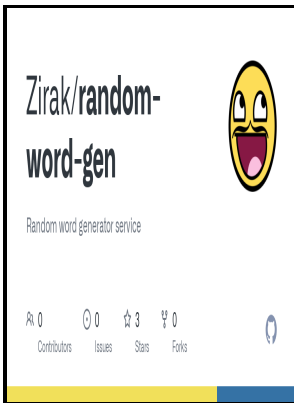 Zirak/random-
word-gen
Random word generator service
0 0 3 0
Contributors Issues Stars Forks